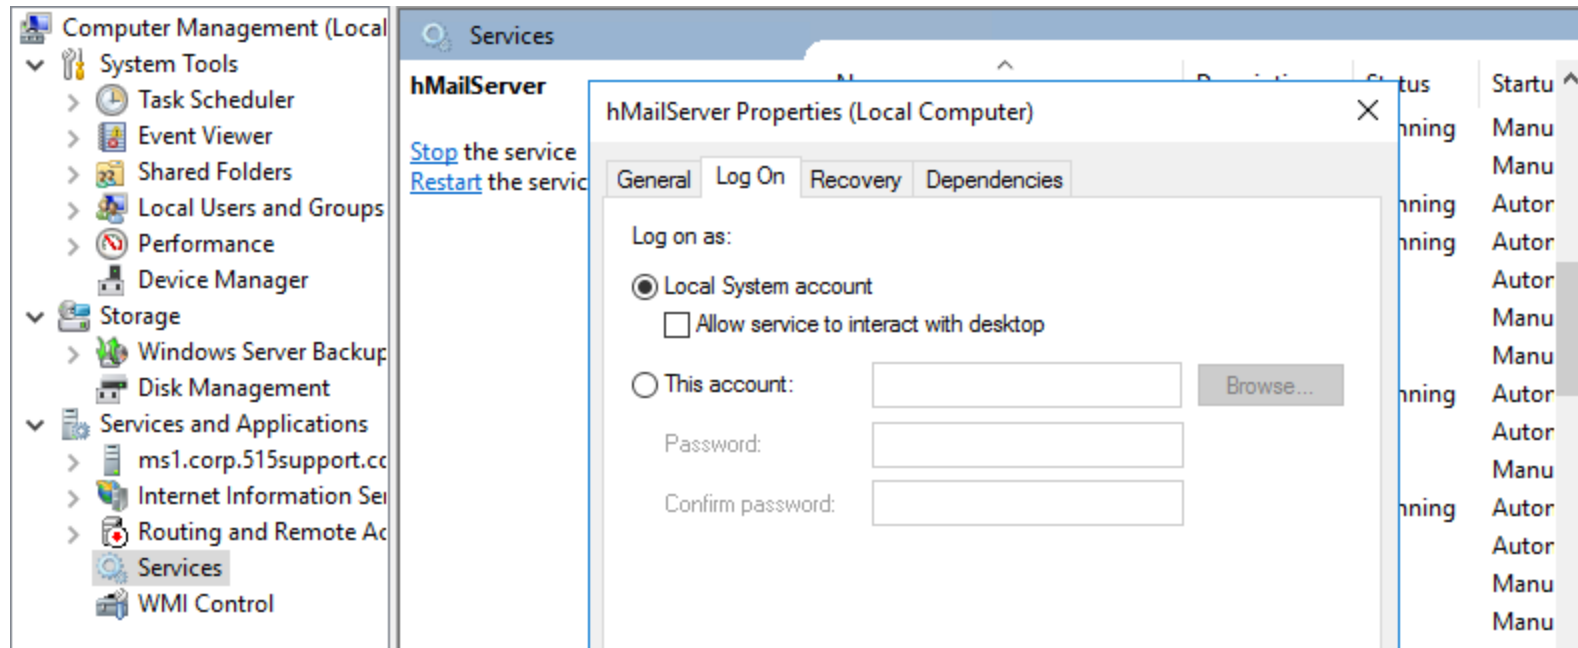 Computer Management (Local
System Tools
Task Scheduler
Event Viewer
Shared Folders
Local Users and Groups
Performance
Device Manager
Storage
Windows Server Backup
Disk Management
Services and Applications
ms1.corp.515support.cc
Internet Information Ser
Routing and Remote Ac
Services
WMI Control
Services
hMailServer
Stop the service
Restart the servic
hMailServer Properties (Local Computer)
General
Log On
Recovery
Dependencies
Log on as:
Local System account
Allow service to interact with desktop
This account:
Browse...
Password:
Confirm password:
tus
Startu
nning
Manu
Manu
nning
Autor
nning
Autor
Autor
Manu
Manu
nning
Autor
Autor
Manu
nning
Autor
Autor
Manu
Manu